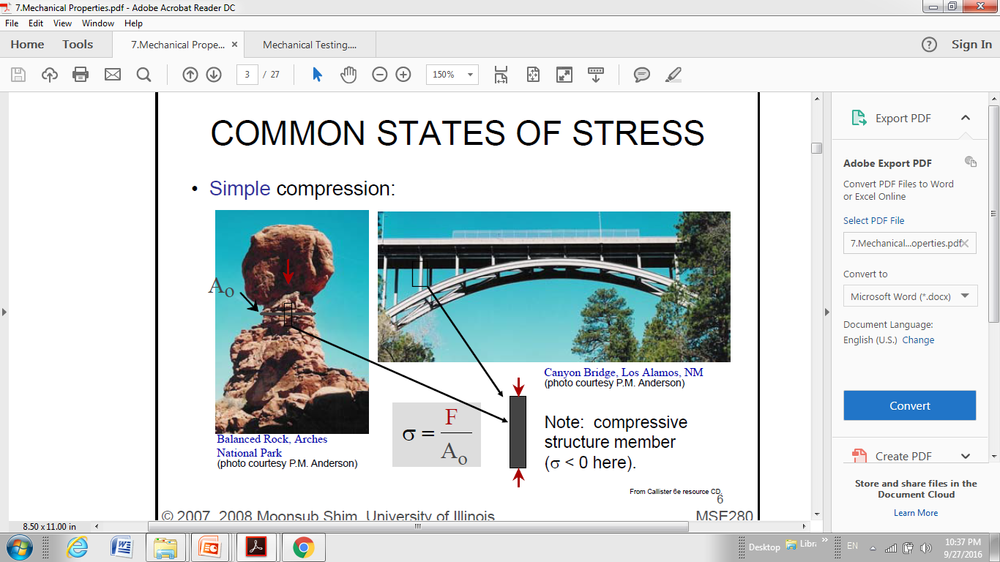 7.Mechanical Properties.pdf - Adobe Acrobat Reader DC
File Edit View Window Help
Home Tools 7.Mechanical Prope... × Mechanical Testing.... ? Sign In
3 / 27 150%
COMMON STATES OF STRESS
• Simple compression:
Ao
Canyon Bridge, Los Alamos, NM
(photo courtesy P.M. Anderson)
σ = F
Ao
Note: compressive
structure member
(σ < 0 here).
Balanced Rock, Arches
National Park
(photo courtesy P.M. Anderson)
From Callister 6e resource CD.
6
© 2007, 2008 Moonsub Shim, University of Illinois MSE280
8.50 x 11.00 in
Export PDF
Adobe Export PDF
Convert PDF Files to Word
or Excel Online
Select PDF File
7.Mechanical...operties.pdf ×
Convert to
Microsoft Word (*.docx)
Document Language:
English (U.S.) Change
Convert
Create PDF
Store and share files in the
Document Cloud
Learn More
Desktop Libra » EN 10:37 PM
9/27/2016